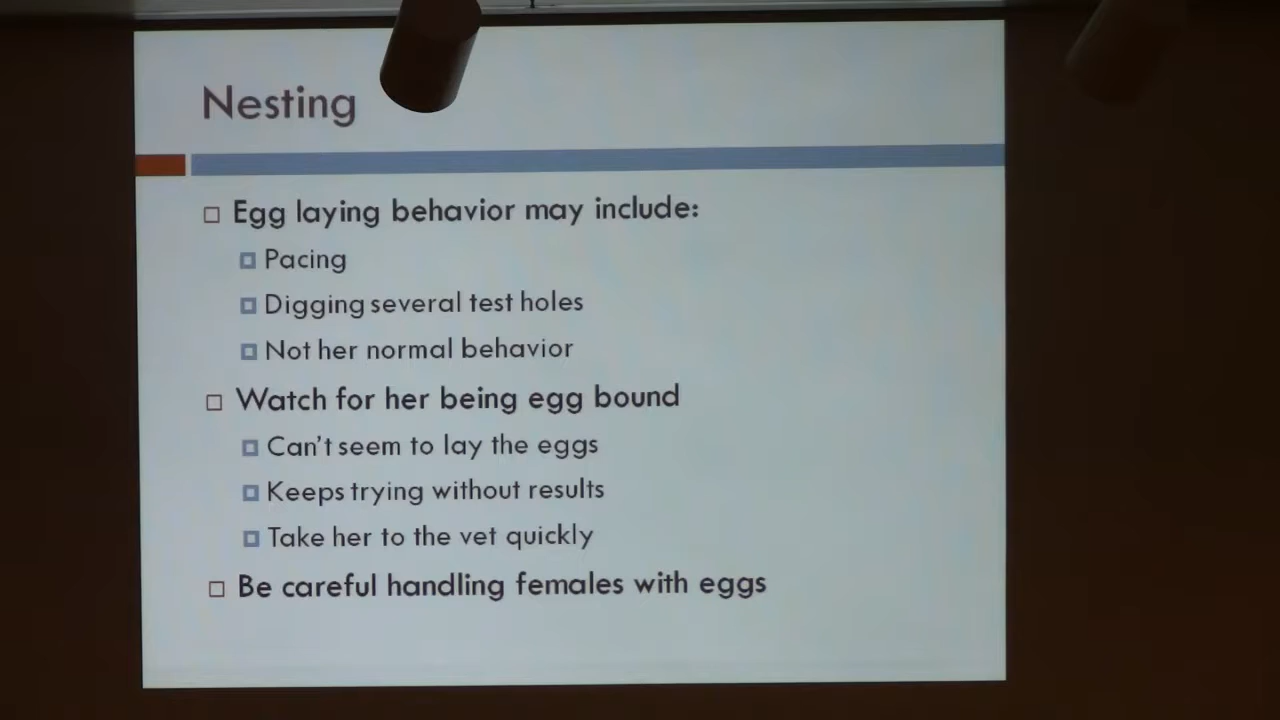 Nesting
Egg laying behavior may include:
Pacing
Digging several test holes
Not her normal behavior
Watch for her being egg bound
Can't seem to lay the eggs
Keeps trying without results
Take her to the vet quickly
Be careful handling females with eggs